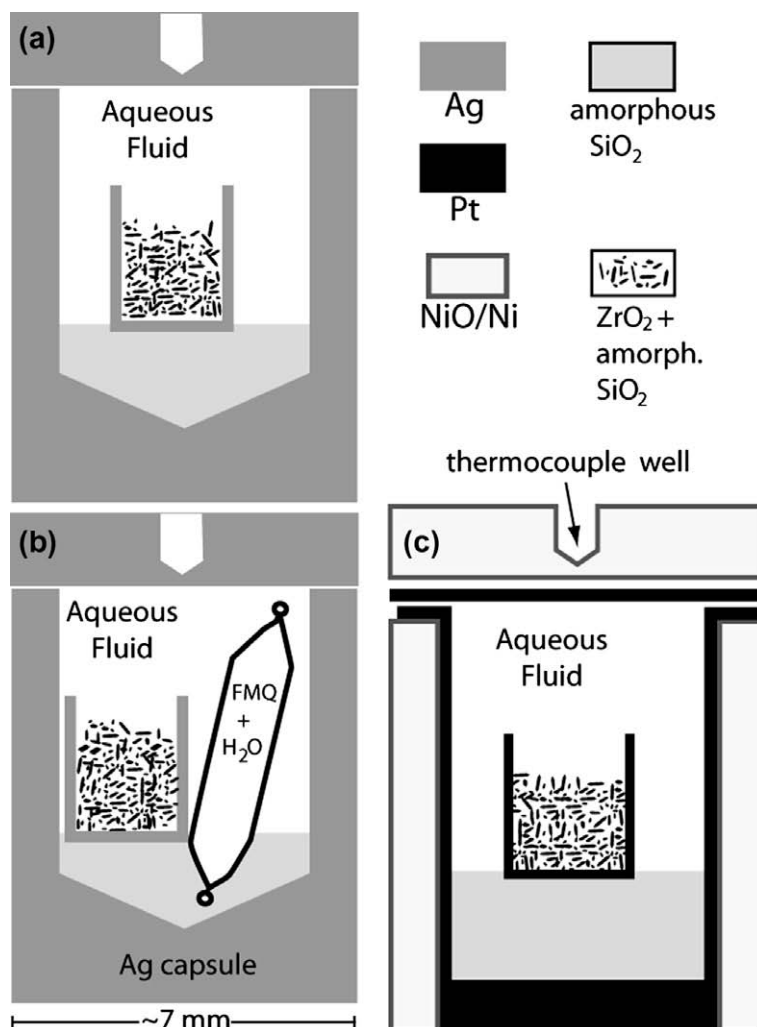 (a)
Aqueous
Fluid
Ag
amorphous
SiO₂
Pt
NiO/Ni
ZrO₂ +
amorph.
SiO₂
thermocouple well
(b)
Aqueous
Fluid
FMQ
+
H₂O
Ag capsule
~7 mm
(c)
Aqueous
Fluid